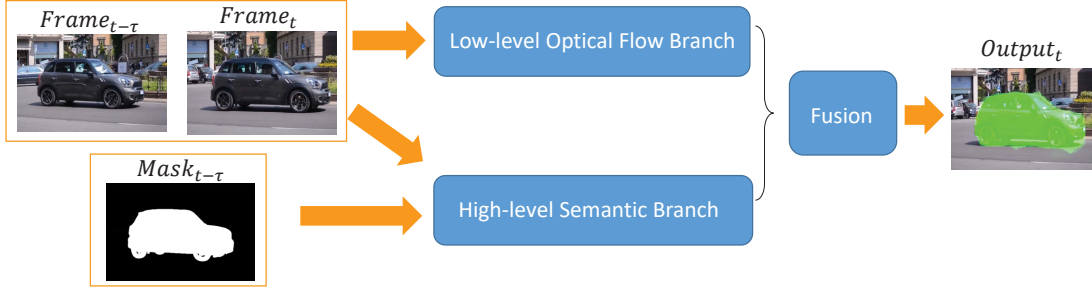 Frame_{t-τ}
Frame_t
Low-level Optical Flow Branch
Output_t
Fusion
Mask_{t-τ}
High-level Semantic Branch